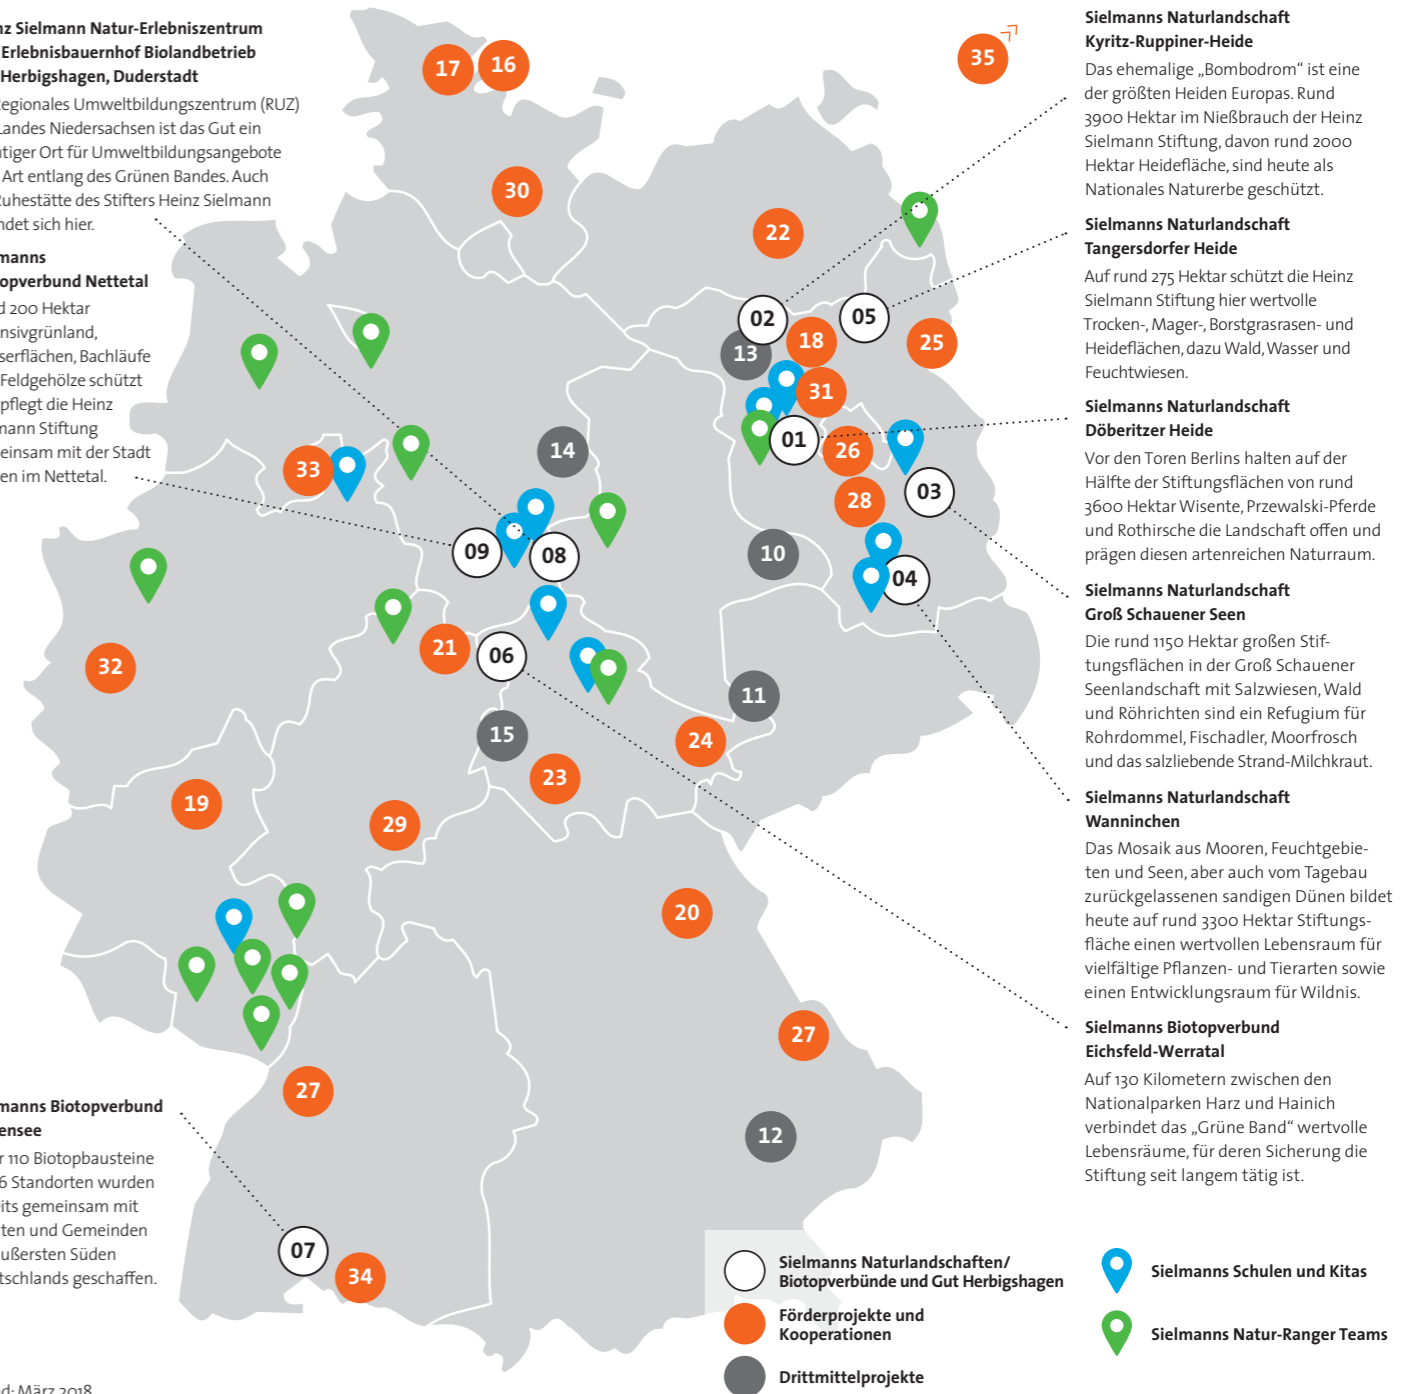 nz Sielmann Natur-Erlebniszentrum
Erlebnisbauernhof Biolandbetrieb
Herbigshagen, Duderstadt
Regionales Umweltbildungszentrum (RUZ)
Landes Niedersachsen ist das Gut ein
tiger Ort für Umweltbildungsangebote
Art entlang des Grünen Bandes. Auch
Ruhestätte des Stifters Heinz Sielmann
ndet sich hier.
manns
opverbund Nettetal
d 200 Hektar
nsivgrünland,
serflächen, Bachläufe
Feldgehölze schützt
pflegt die Heinz
mann Stiftung
einsam mit der Stadt
en im Nettetal.
manns Biotopverbund
ensee
r 110 Biotopbausteine
6 Standorten wurden
its gemeinsam mit
ten und Gemeinden
ußersten Süden
tschlands geschaffen.
d: März 2018
17
16
35
30
22
02
05
13
18
25
31
01
26
14
33
03
28
09
08
10
04
21
06
32
11
15
24
23
19
29
20
27
27
12
07
34
Sielmanns Naturlandschaft
Kyritz-Ruppiner-Heide
Das ehemalige „Bombodrom“ ist eine
der größten Heiden Europas. Rund
3900 Hektar im Nießbrauch der Heinz
Sielmann Stiftung, davon rund 2000
Hektar Heidefläche, sind heute als
Nationales Naturerbe geschützt.
Sielmanns Naturlandschaft
Tangersdorfer Heide
Auf rund 275 Hektar schützt die Heinz
Sielmann Stiftung hier wertvolle
Trocken-, Mager-, Borstgrasrasen- und
Heideflächen, dazu Wald, Wasser und
Feuchtwiesen.
Sielmanns Naturlandschaft
Döberitzer Heide
Vor den Toren Berlins halten auf der
Hälfte der Stiftungsflächen von rund
3600 Hektar Wisente, Przewalski-Pferde
und Rothirsche die Landschaft offen und
prägen diesen artenreichen Naturraum.
Sielmanns Naturlandschaft
Groß Schauener Seen
Die rund 1150 Hektar großen Stif-
tungsflächen in der Groß Schauener
Seenlandschaft mit Salzwiesen, Wald
und Röhrichten sind ein Refugium für
Rohrdommel, Fischadler, Moorfrosch
und das salzliebende Strand-Milchkraut.
Sielmanns Naturlandschaft
Wanninchen
Das Mosaik aus Mooren, Feuchtgebie-
ten und Seen, aber auch vom Tagebau
zurückgelassenen sandigen Dünen bildet
heute auf rund 3300 Hektar Stiftungs-
fläche einen wertvollen Lebensraum für
vielfältige Pflanzen- und Tierarten sowie
einen Entwicklungsraum für Wildnis.
Sielmanns Biotopverbund
Eichsfeld-Werratal
Auf 130 Kilometern zwischen den
Nationalparken Harz und Hainich
verbindet das „Grüne Band“ wertvolle
Lebensräume, für deren Sicherung die
Stiftung seit langem tätig ist.
Sielmanns Naturlandschaften/
Biotopverbünde und Gut Herbigshagen
Förderprojekte und
Kooperationen
Drittmittelprojekte
Sielmanns Schulen und Kitas
Sielmanns Natur-Ranger Teams